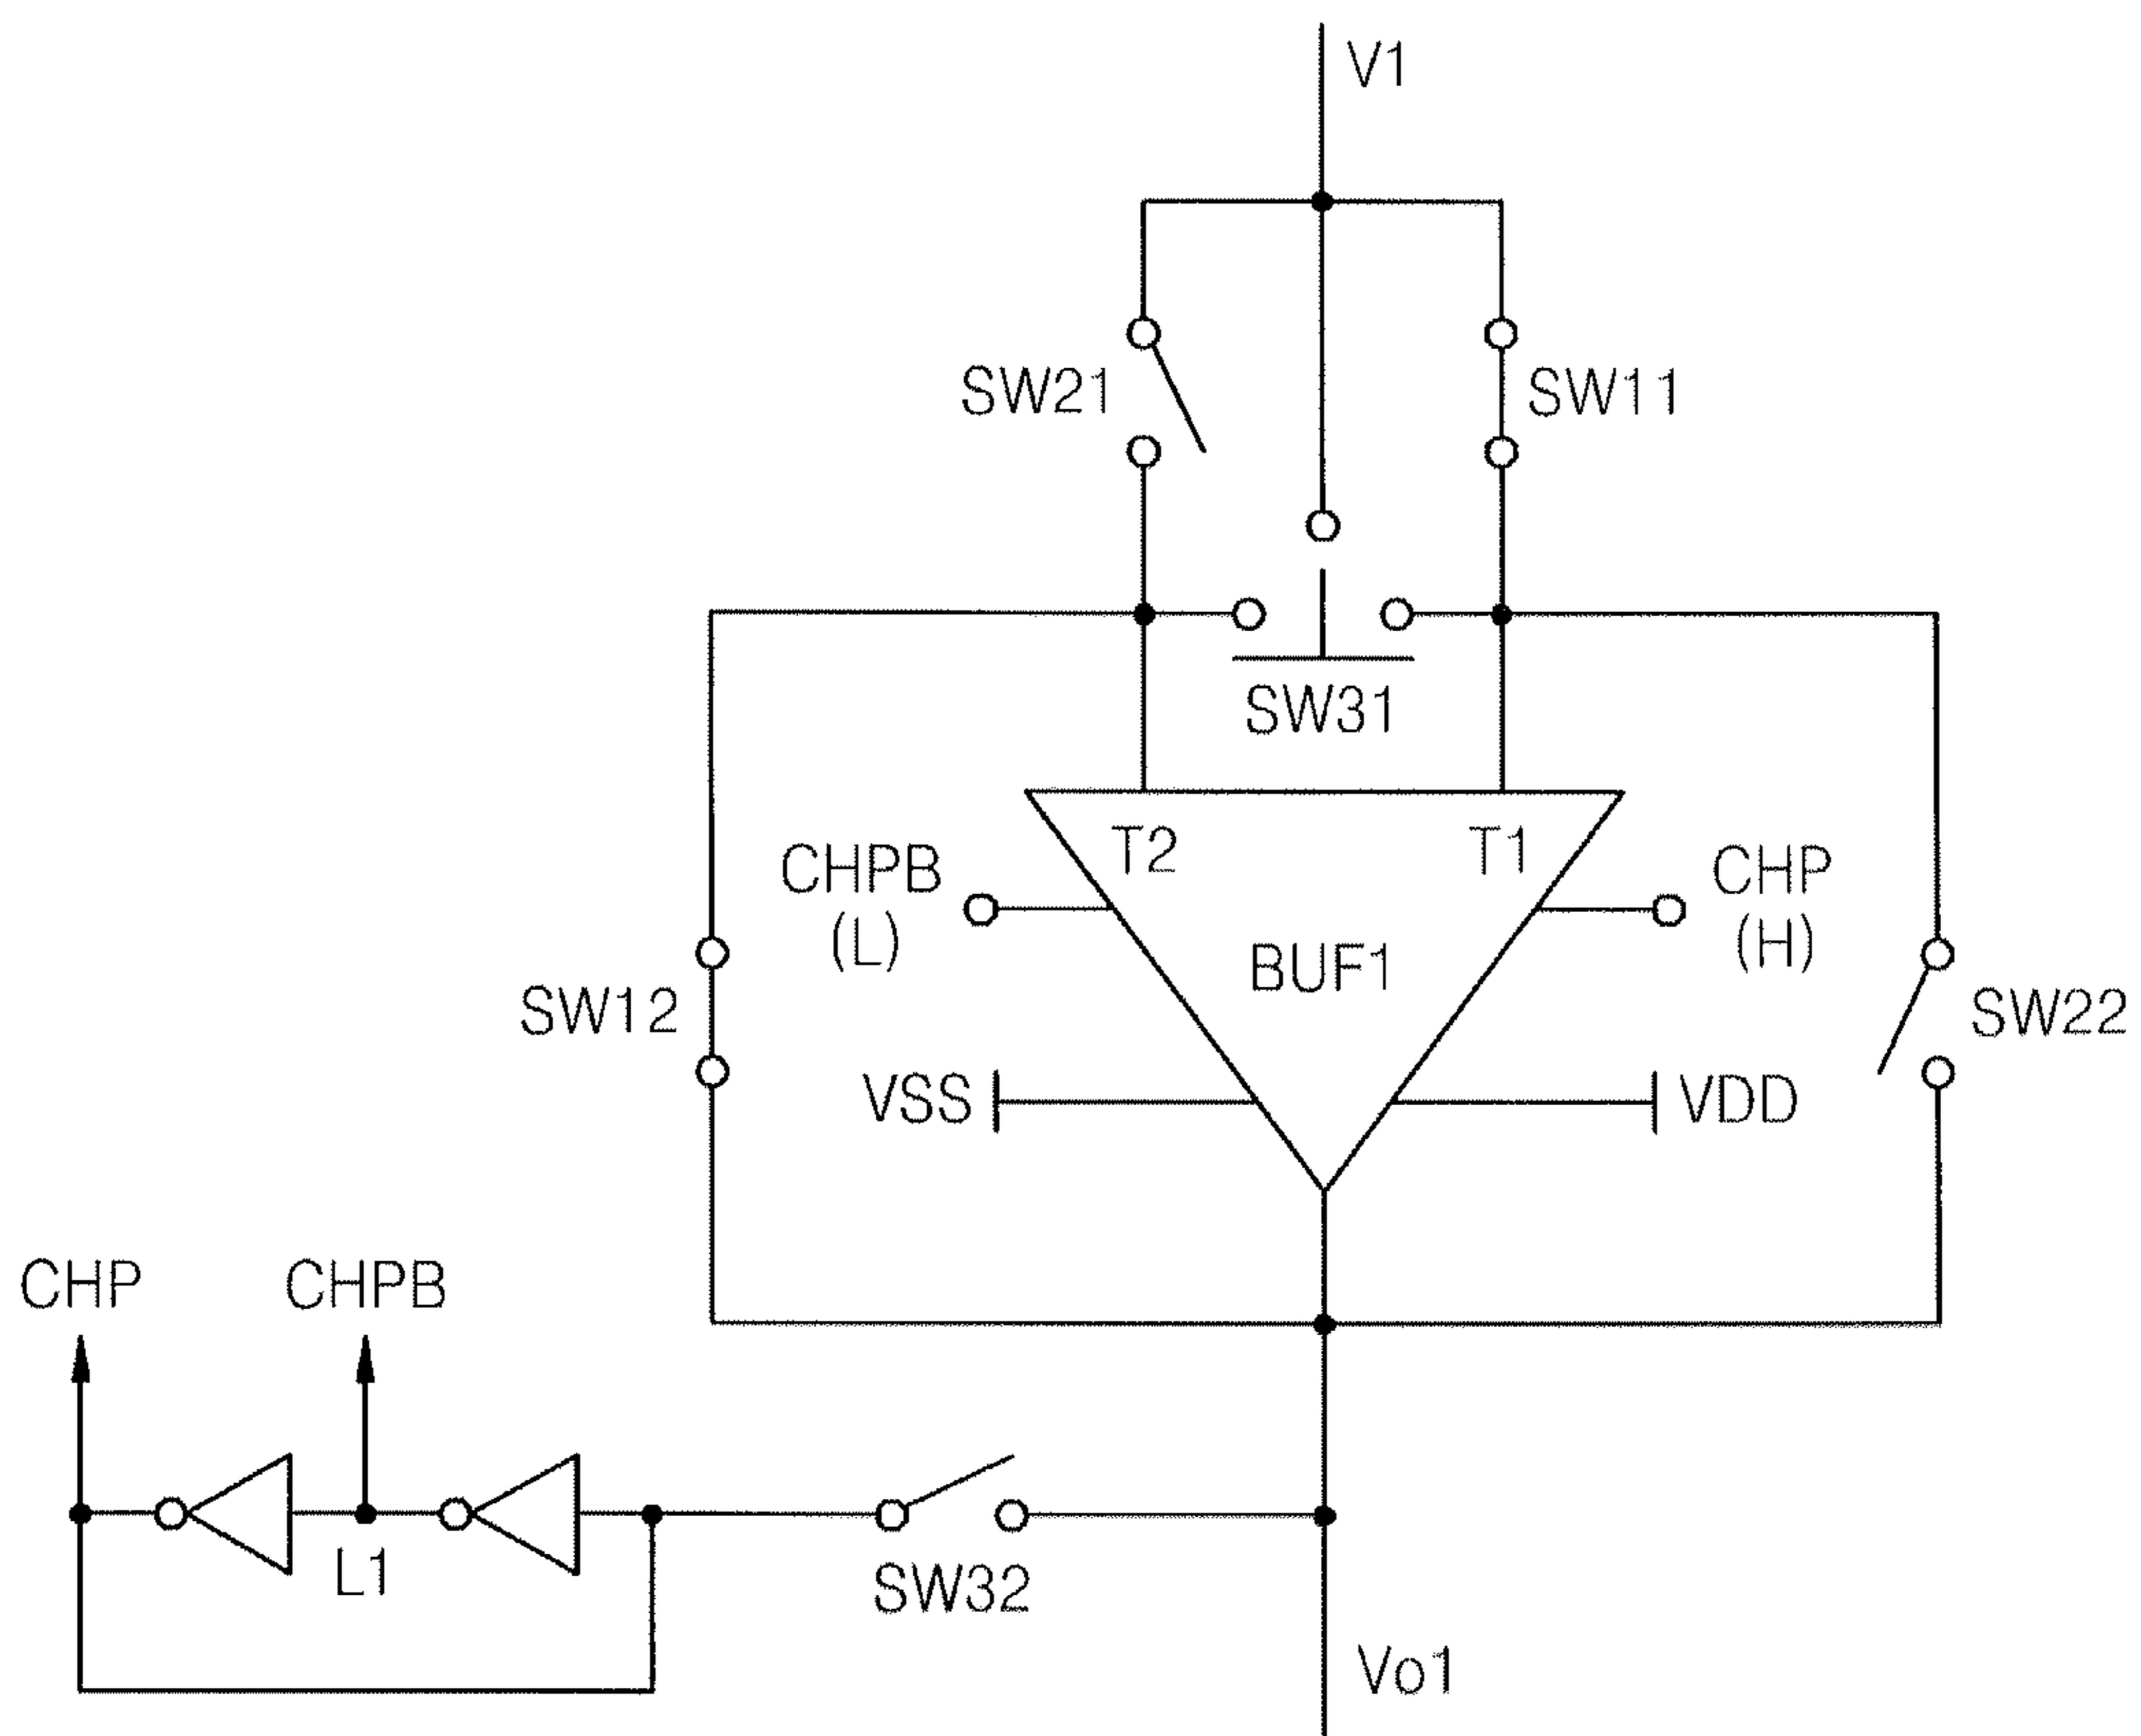 V1
SW21
SW11
SW31
T2
T1
CHPB
(L)
CHP
(H)
BUF1
SW12
SW22
VSS
VDD
CHP
CHPB
L1
SW32
Vo1